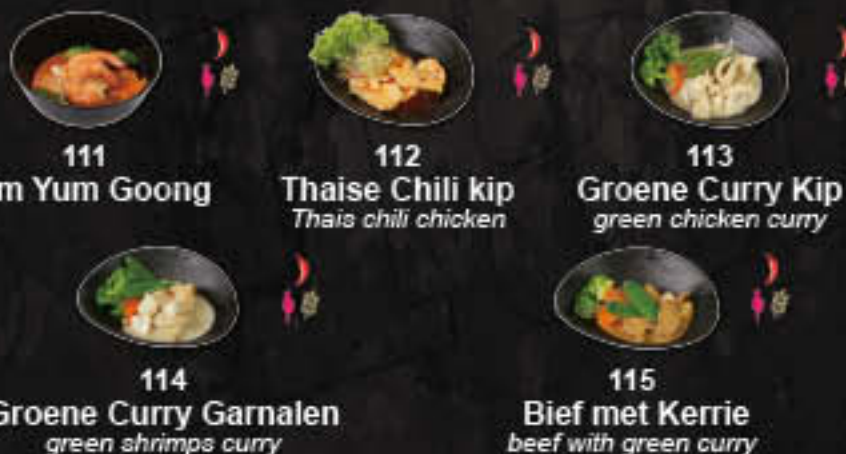 111
m Yum Goong
112
Thaise Chili kip
Thais chili chicken
113
Groene Curry Kip
green chicken curry
114
Groene Curry Garnalen
green shrimps curry
115
Bief met Kerrie
beef with green curry